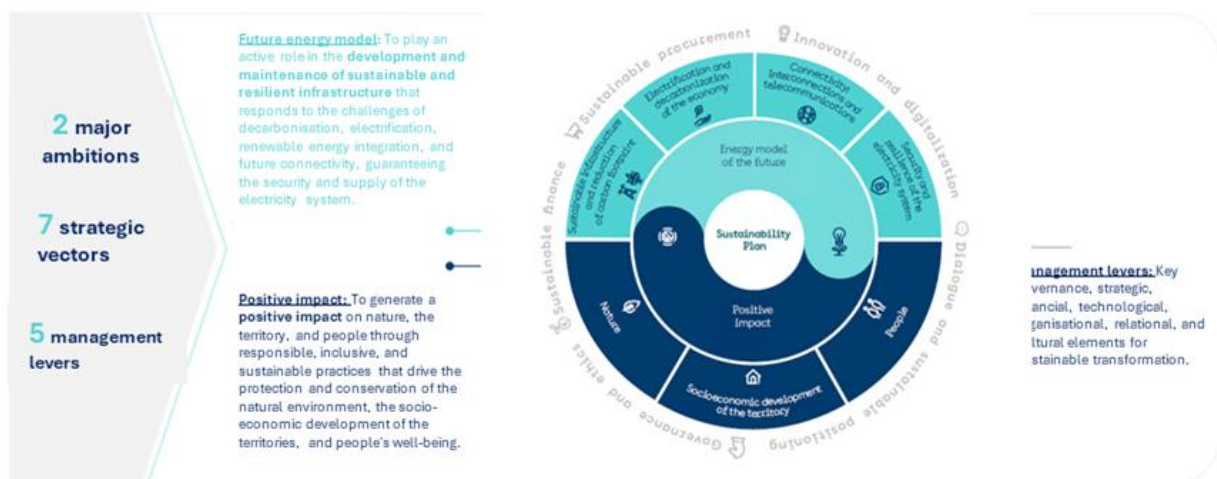 2 major
ambitions
7 strategic
vectors
5 management
levers
Future energy model: To play an
active role in the development and
maintenance of sustainable and
resilient infrastructure that
responds to the challenges of
decarbonisation, electrification,
renewable energy integration, and
future connectivity, guaranteeing
the security and supply of the
electricity system.
Positive impact: To generate a
positive impact on nature, the
territory, and people through
responsible, inclusive, and
sustainable practices that drive the
protection and conservation of the
natural environment, the socio-
economic development of the
territories, and people's well-being.
Sustainable finance
Sustainable procurement
Innovation and digitalization
Dialogue and sustainable positioning
Governance and ethics
Sustainable infrastructure
and reduction
of carbon footprint
Electrification and
decarbonization
of the economy
Connectivity:
Interconnections and
telecommunications
Security and
resilience of the
electricity system
Energy model
of the future
Sustainability
Plan
Positive
Impact
Nature
Socioeconomic development
of the territory
People
nagement levers: Key
vernance, strategic,
ancial, technological,
ganisational, relational, and
ltural elements for
stainable transformation.